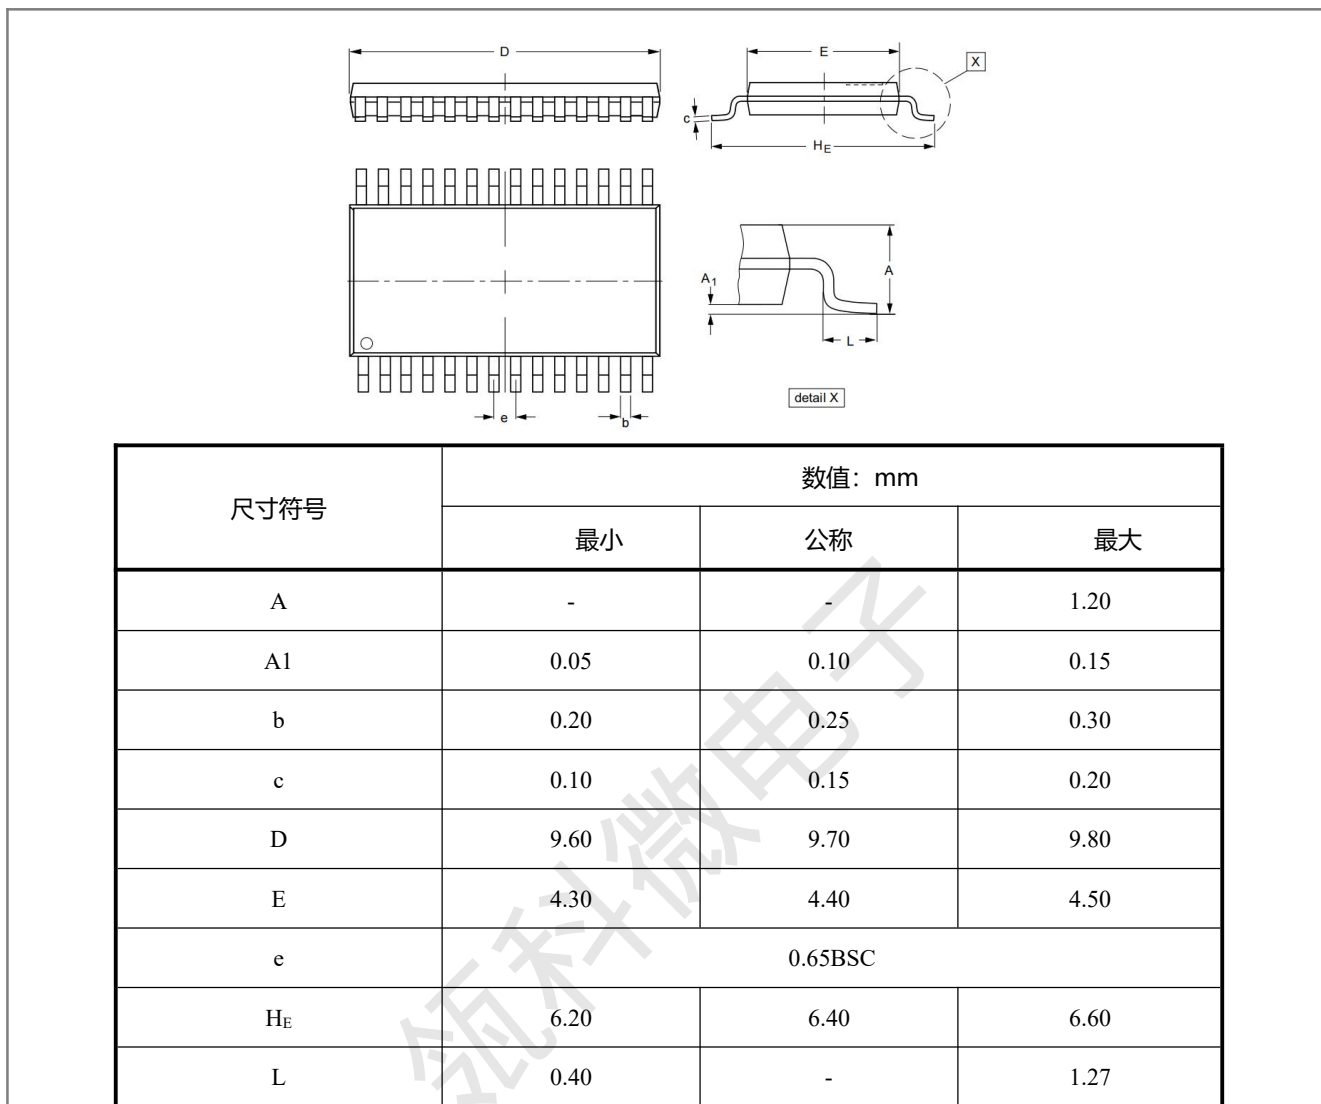 D
E
X
c
HE
A1
A
L
e
b
detail X
尺寸符号
数值：mm
最小 公称 最大
A - - 1.20
A1 0.05 0.10 0.15
b 0.20 0.25 0.30
c 0.10 0.15 0.20
D 9.60 9.70 9.80
E 4.30 4.40 4.50
e 0.65BSC
HE 6.20 6.40 6.60
L 0.40 - 1.27
瓴科微电子